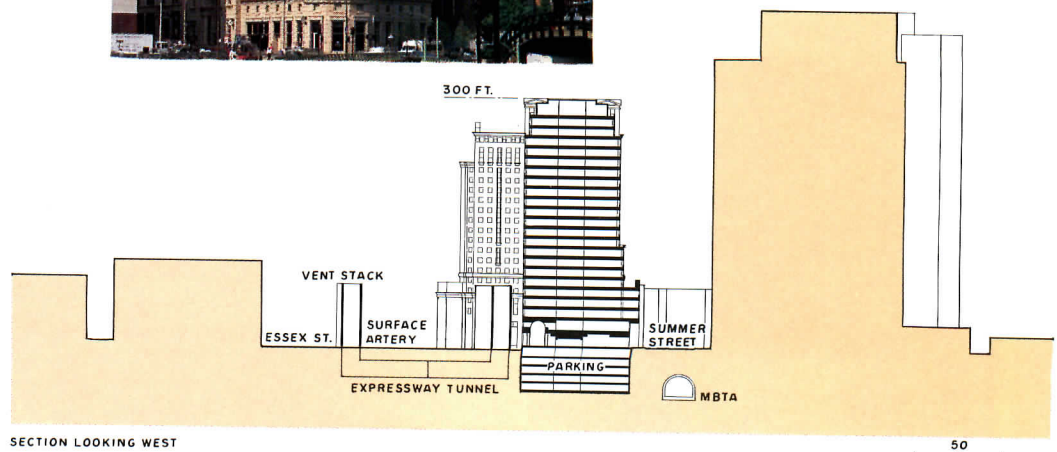 300 FT.
VENT STACK
ESSEX ST.
SURFACE
ARTERY
SUMMER
STREET
PARKING
EXPRESSWAY TUNNEL
MBTA
SECTION LOOKING WEST
50